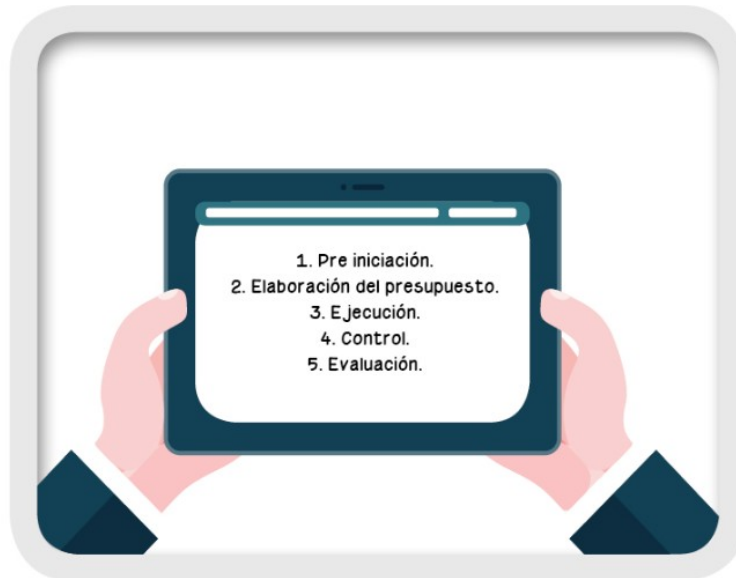 1. Pre iniciación.
2. Elaboración del presupuesto.
3. Ejecución.
4. Control.
5. Evaluación.